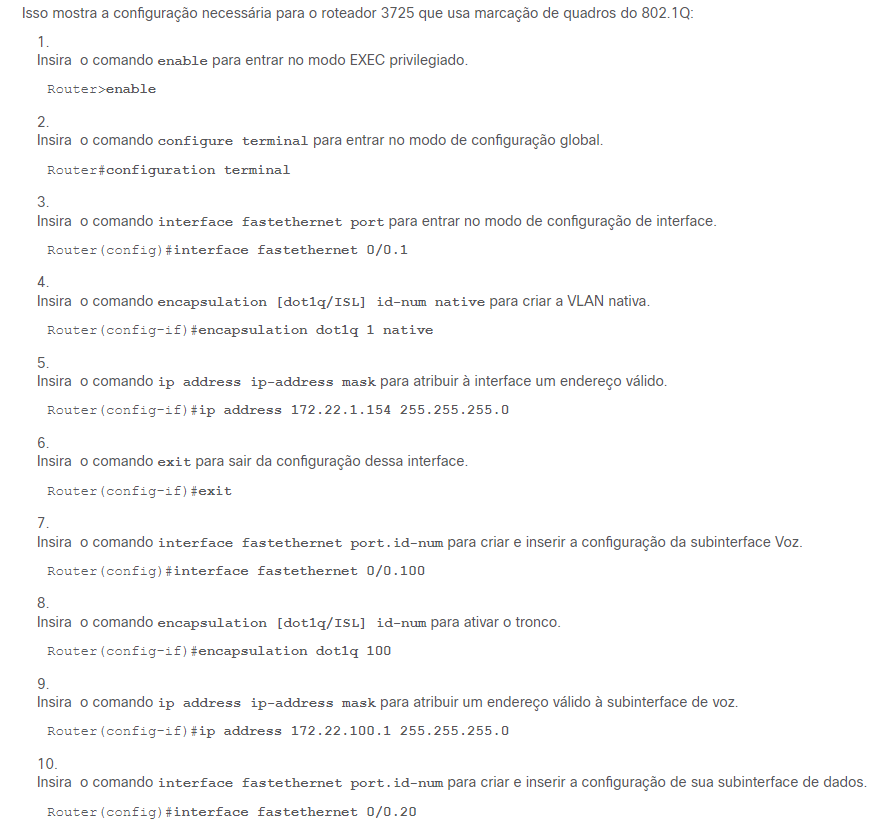 Isso mostra a configuração necessária para o roteador 3725 que usa marcação de quadros do 802.1Q:
1.
Insira o comando enable para entrar no modo EXEC privilegiado.
Router>enable
2.
Insira o comando configure terminal para entrar no modo de configuração global.
Router#configuration terminal
3.
Insira o comando interface fastethernet port para entrar no modo de configuração de interface.
Router(config)#interface fastethernet 0/0.1
4.
Insira o comando encapsulation [dot1q/ISL] id-num native para criar a VLAN nativa.
Router(config-if)#encapsulation dot1q 1 native
5.
Insira o comando ip address ip-address mask para atribuir à interface um endereço válido.
Router(config-if)#ip address 172.22.1.154 255.255.255.0
6.
Insira o comando exit para sair da configuração dessa interface.
Router(config-if)#exit
7.
Insira o comando interface fastethernet port.id-num para criar e inserir a configuração da subinterface Voz.
Router(config)#interface fastethernet 0/0.100
8.
Insira o comando encapsulation [dot1q/ISL] id-num para ativar o tronco.
Router(config-if)#encapsulation dot1q 100
9.
Insira o comando ip address ip-address mask para atribuir um endereço válido à subinterface de voz.
Router(config-if)#ip address 172.22.100.1 255.255.255.0
10.
Insira o comando interface fastethernet port.id-num para criar e inserir a configuração de sua subinterface de dados.
Router(config)#interface fastethernet 0/0.20